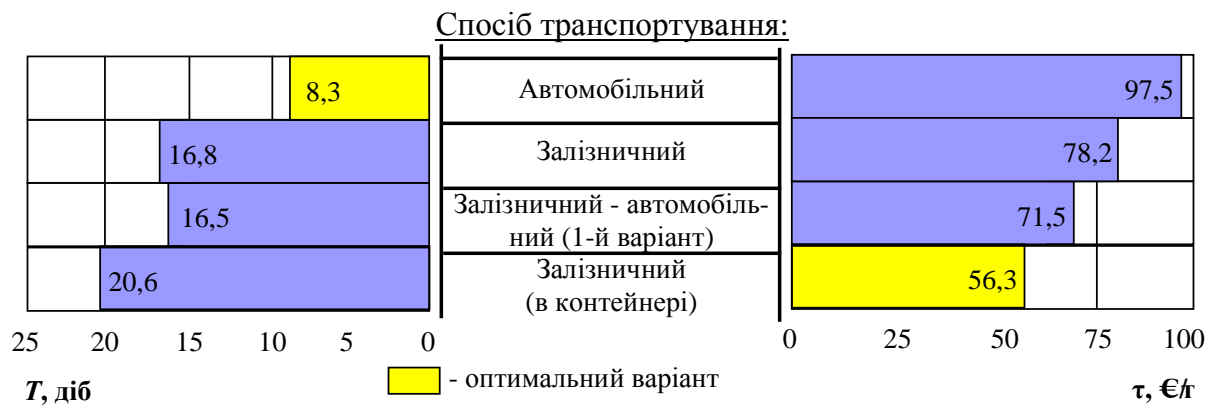 Спосіб транспортування:
8,3 Автомобільний 97,5
16,8 Залізничний 78,2
Залізничний - автомобіль-
16,5 ний (1-й варіант) 71,5
Залізничний
20,6 (в контейнері) 56,3
25 20 15 10 5 0 0 25 50 75 100
T, діб - оптимальний варіант τ, €/т